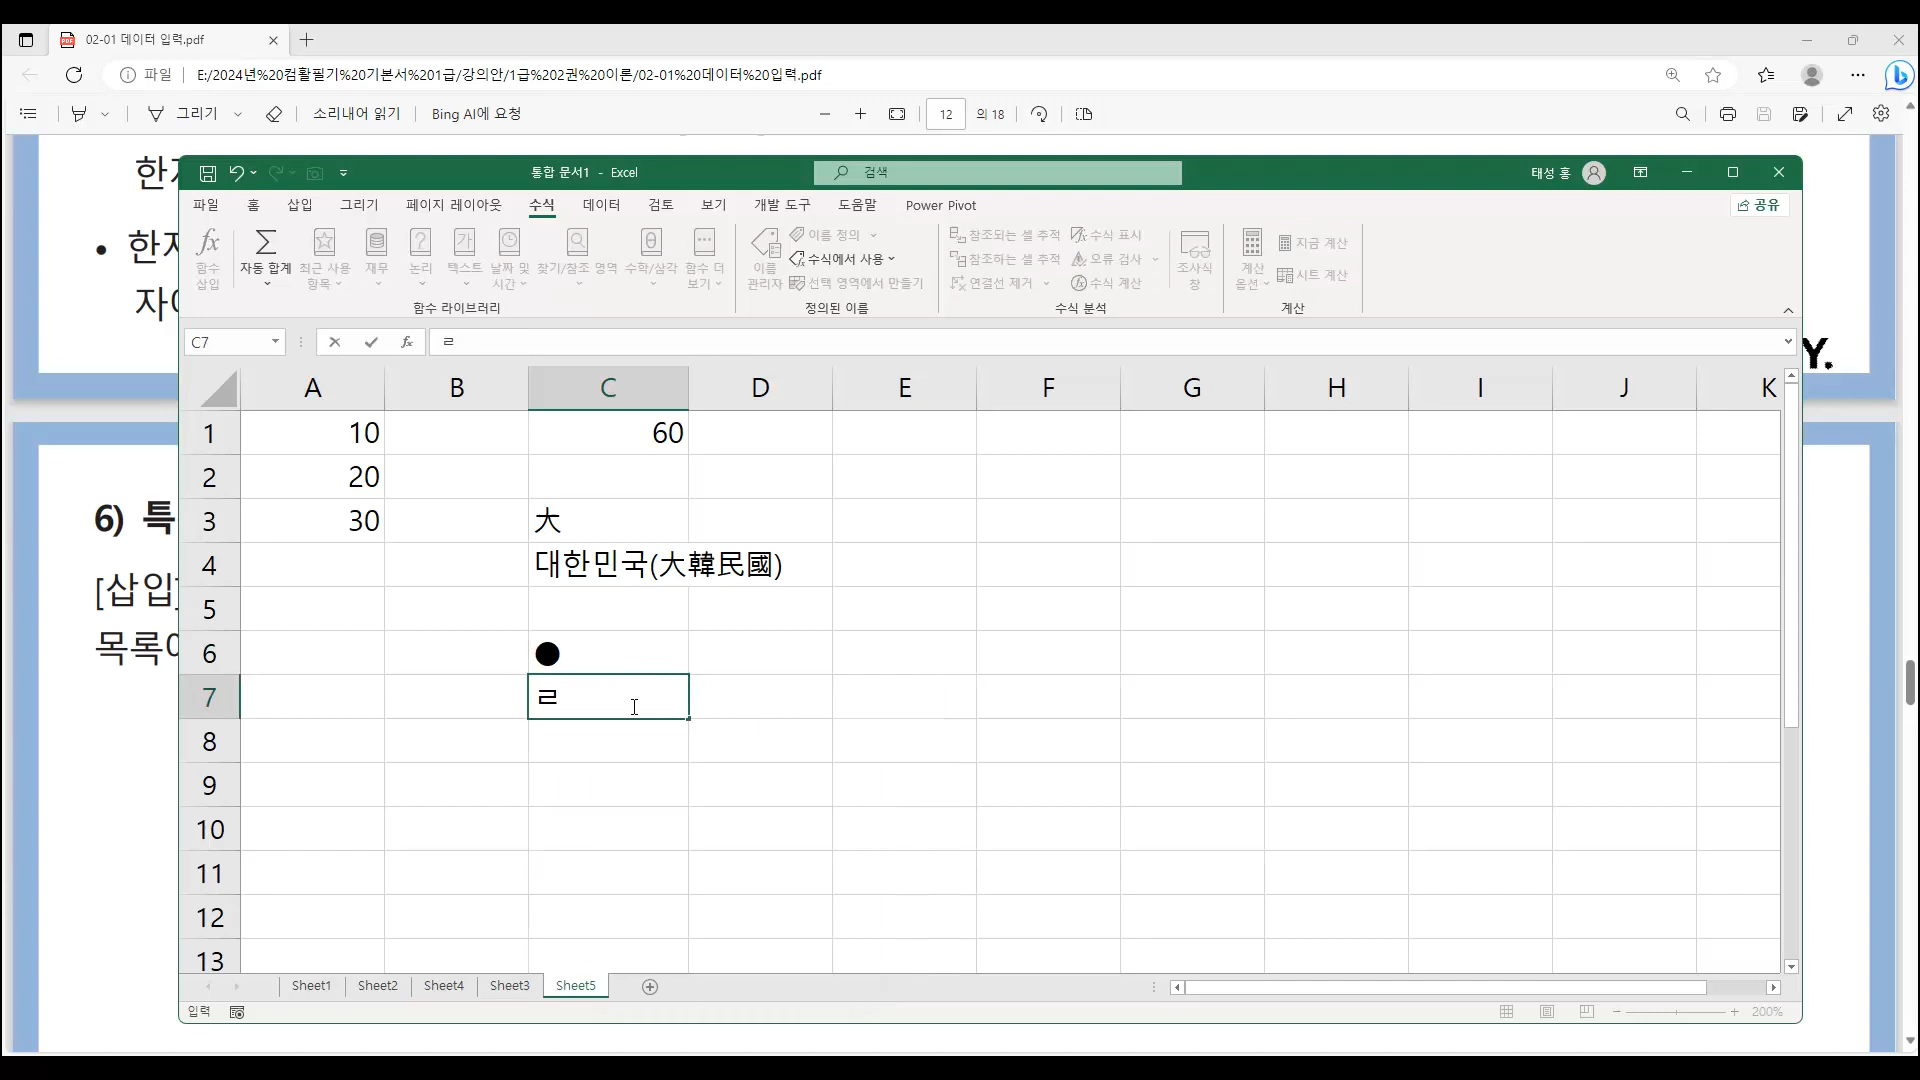 02-01 데이터 입력.pdf
파일 E:/2024년%20컴활필기%20기본서%201급/강의안/1급%202권%20이론/02-01%20데이터%20입력.pdf
그리기 소리내어 읽기 Bing AI에 요청 12 의 18
• 한자
Y.
6) 특
[삽입]
통합 문서1 - Excel 검색 태성 홍
파일 홈 삽입 그리기 페이지 레이아웃 수식 데이터 검토 보기 개발 도구 도움말 Power Pivot 공유
함수 삽입 자동 합계 최근 사용 항목 재무 논리 텍스트 날짜 및 시간 찾기/참조 영역 수학/삼각 함수 더 보기
함수 라이브러리
이름 관리자 이름 정의 수식에서 사용 선택 영역에서 만들기
정의된 이름
참조되는 셀 추적 참조하는 셀 추적 연결선 제거 수식 표시 오류 검사 수식 계산 조사식 창
수식 분석
계산 옵션 지금 계산 시트 계산
계산
C7 fx ㄹ
A B C D E F G H I J K
1 10 60
2 20
3 30 大
4 대한민국(大韓民國)
5
6 ●
7 ㄹ
8
9
10
11
12
13
Sheet1 Sheet2 Sheet4 Sheet3 Sheet5
입력 200%